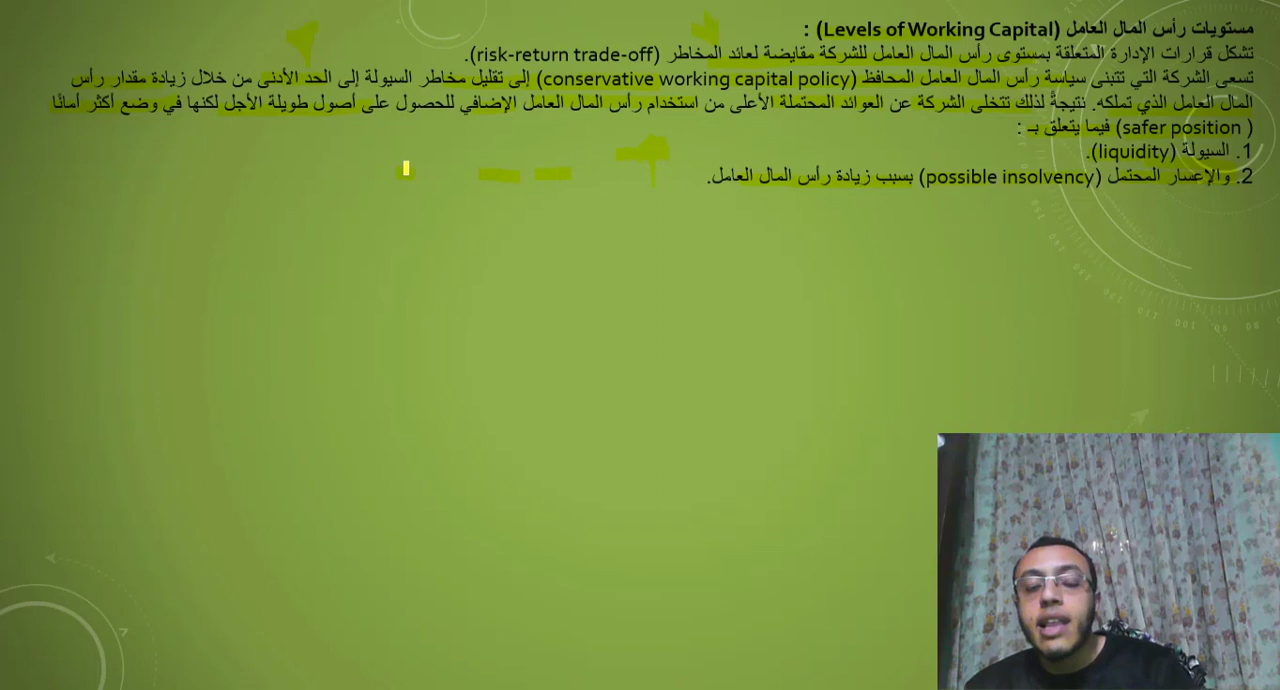 مستويات رأس المال العامل (Levels of Working Capital) :
تشكل قرارات الإدارة المتعلقة بمستوى رأس المال العامل للشركة مقايضة لعائد المخاطر (risk-return trade-off).
تسعى الشركة التي تتبنى سياسة رأس المال العامل المحافظ (conservative working capital policy) إلى تقليل مخاطر السيولة إلى الحد الأدنى من خلال زيادة مقدار رأس
المال العامل الذي تملكه. نتيجةً لذلك تتخلى الشركة عن العوائد المحتملة الأعلى من استخدام رأس المال العامل الإضافي للحصول على أصول طويلة الأجل لكنها في وضع أكثر أمانًا
( safer position) فيما يتعلق بـ :
1. السيولة (liquidity).
2. والإعسار المحتمل (possible insolvency) بسبب زيادة رأس المال العامل.